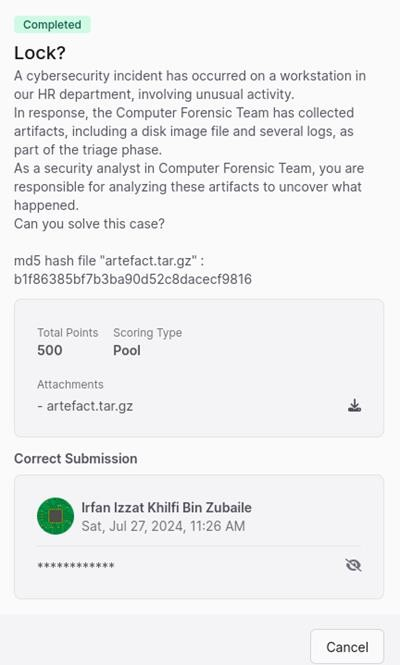 Completed
Lock?
A cybersecurity incident has occurred on a workstation in
our HR department, involving unusual activity.
In response, the Computer Forensic Team has collected
artifacts, including a disk image file and several logs, as
part of the triage phase.
As a security analyst in Computer Forensic Team, you are
responsible for analyzing these artifacts to uncover what
happened.
Can you solve this case?
md5 hash file "artefact.tar.gz" :
b1f86385bf7b3ba90d52c8dacecf9816
Total Points Scoring Type
500 Pool
Attachments
- artefact.tar.gz
Correct Submission
Irfan Izzat Khilfi Bin Zubaile
Sat, Jul 27, 2024, 11:26 AM
************
Cancel